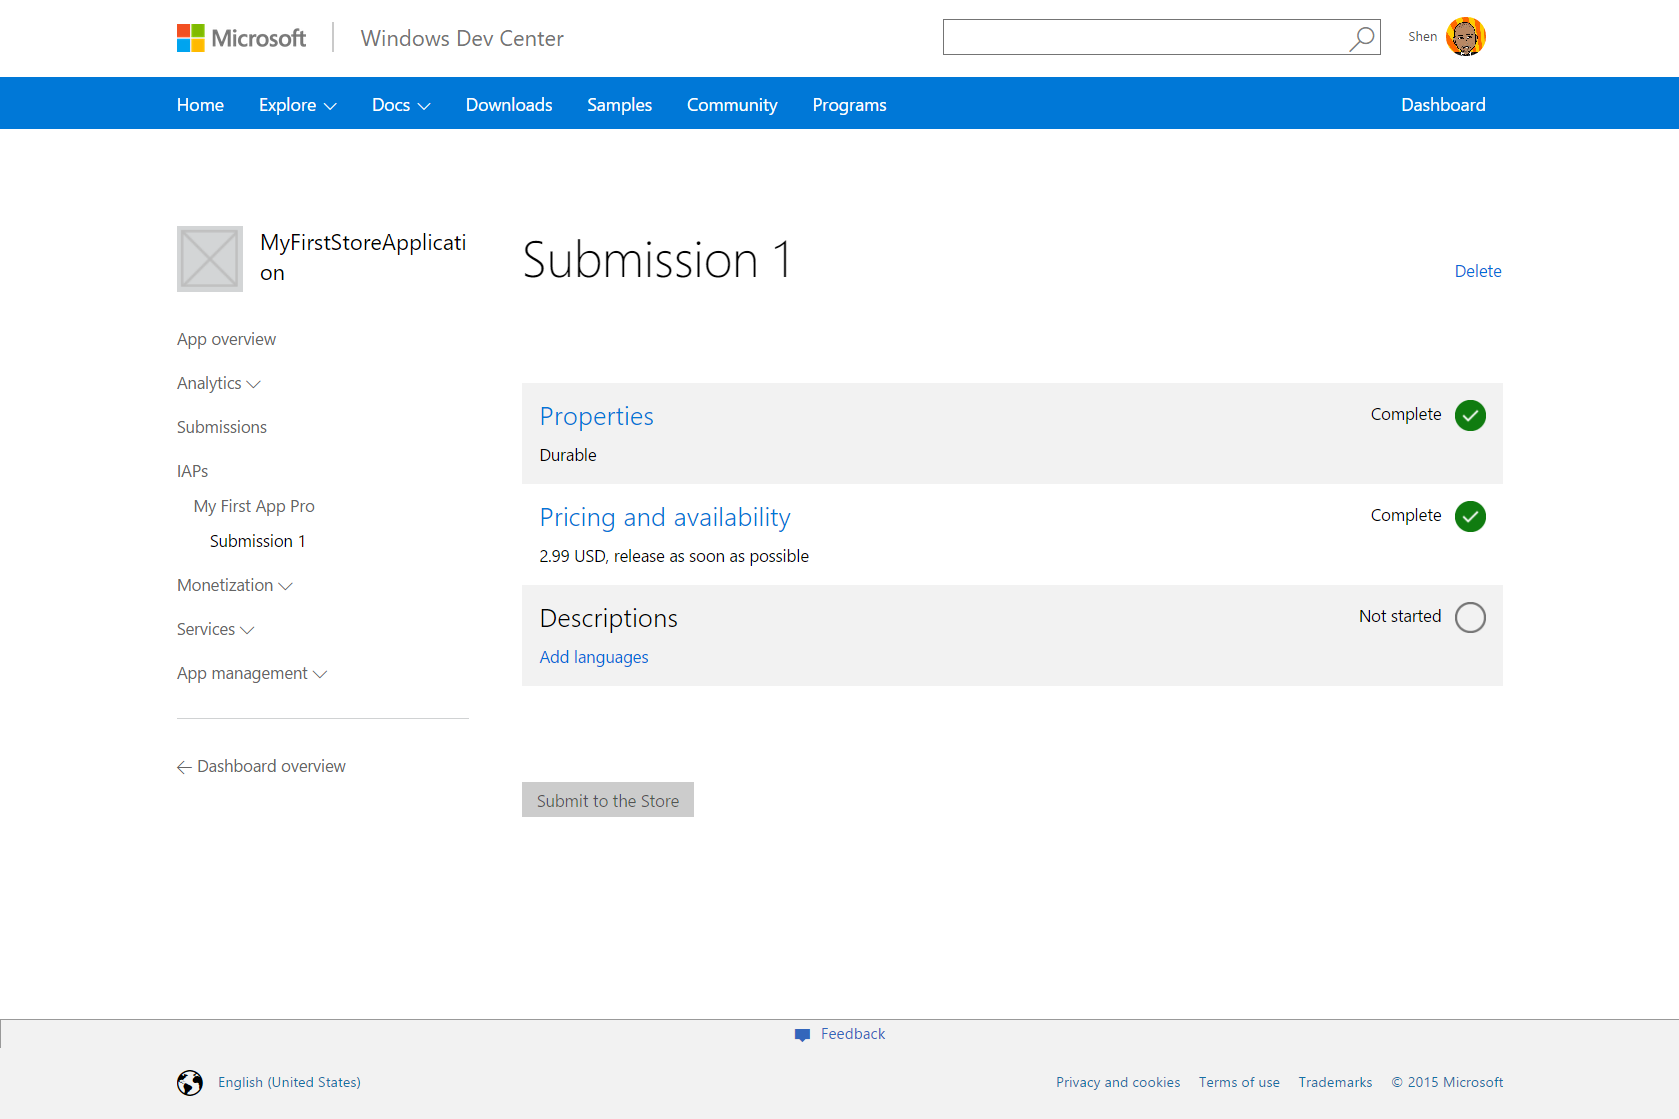 Microsoft
Windows Dev Center
Shen
Home
Explore
Docs
Downloads
Samples
Community
Programs
Dashboard
MyFirstStoreApplicati
on
App overview
Analytics
Submissions
IAPs
My First App Pro
Submission 1
Monetization
Services
App management
Dashboard overview
Submission 1
Delete
Properties
Complete
Durable
Pricing and availability
Complete
2.99 USD, release as soon as possible
Descriptions
Not started
Add languages
Submit to the Store
Feedback
English (United States)
Privacy and cookies
Terms of use
Trademarks
© 2015 Microsoft